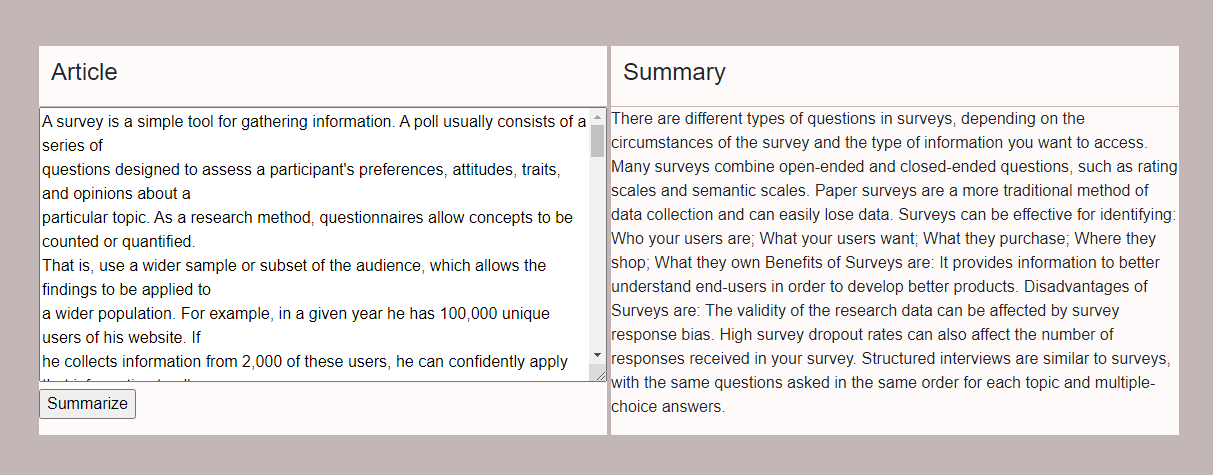 Article
A survey is a simple tool for gathering information. A poll usually consists of a
series of
questions designed to assess a participant's preferences, attitudes, traits,
and opinions about a
particular topic. As a research method, questionnaires allow concepts to be
counted or quantified.
That is, use a wider sample or subset of the audience, which allows the
findings to be applied to
a wider population. For example, in a given year he has 100,000 unique
users of his website. If
he collects information from 2,000 of these users, he can confidently apply
Summarize
Summary
There are different types of questions in surveys, depending on the
circumstances of the survey and the type of information you want to access.
Many surveys combine open-ended and closed-ended questions, such as rating
scales and semantic scales. Paper surveys are a more traditional method of
data collection and can easily lose data. Surveys can be effective for identifying:
Who your users are; What your users want; What they purchase; Where they
shop; What they own Benefits of Surveys are: It provides information to better
understand end-users in order to develop better products. Disadvantages of
Surveys are: The validity of the research data can be affected by survey
response bias. High survey dropout rates can also affect the number of
responses received in your survey. Structured interviews are similar to surveys,
with the same questions asked in the same order for each topic and multiple-
choice answers.